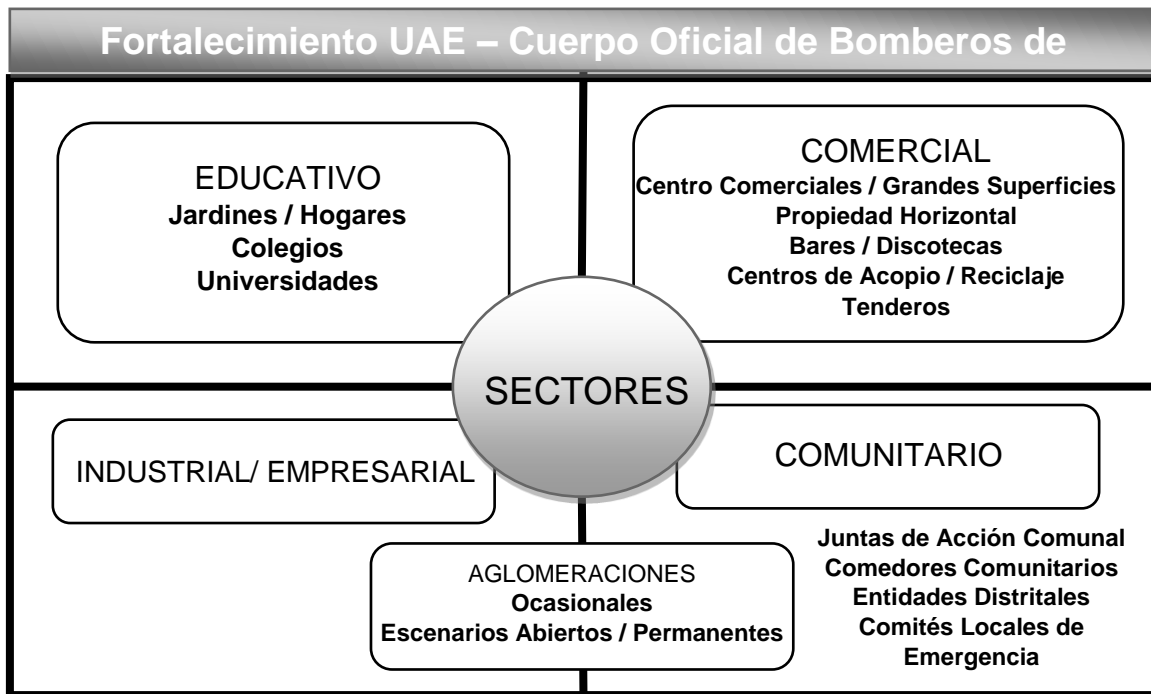 Fortalecimiento UAE – Cuerpo Oficial de Bomberos de
EDUCATIVO
Jardines / Hogares
Colegios
Universidades
COMERCIAL
Centro Comerciales / Grandes Superficies
Propiedad Horizontal
Bares / Discotecas
Centros de Acopio / Reciclaje
Tenderos
SECTORES
INDUSTRIAL/ EMPRESARIAL
COMUNITARIO
Juntas de Acción Comunal
Comedores Comunitarios
Entidades Distritales
Comités Locales de
Emergencia
AGLOMERACIONES
Ocasionales
Escenarios Abiertos / Permanentes